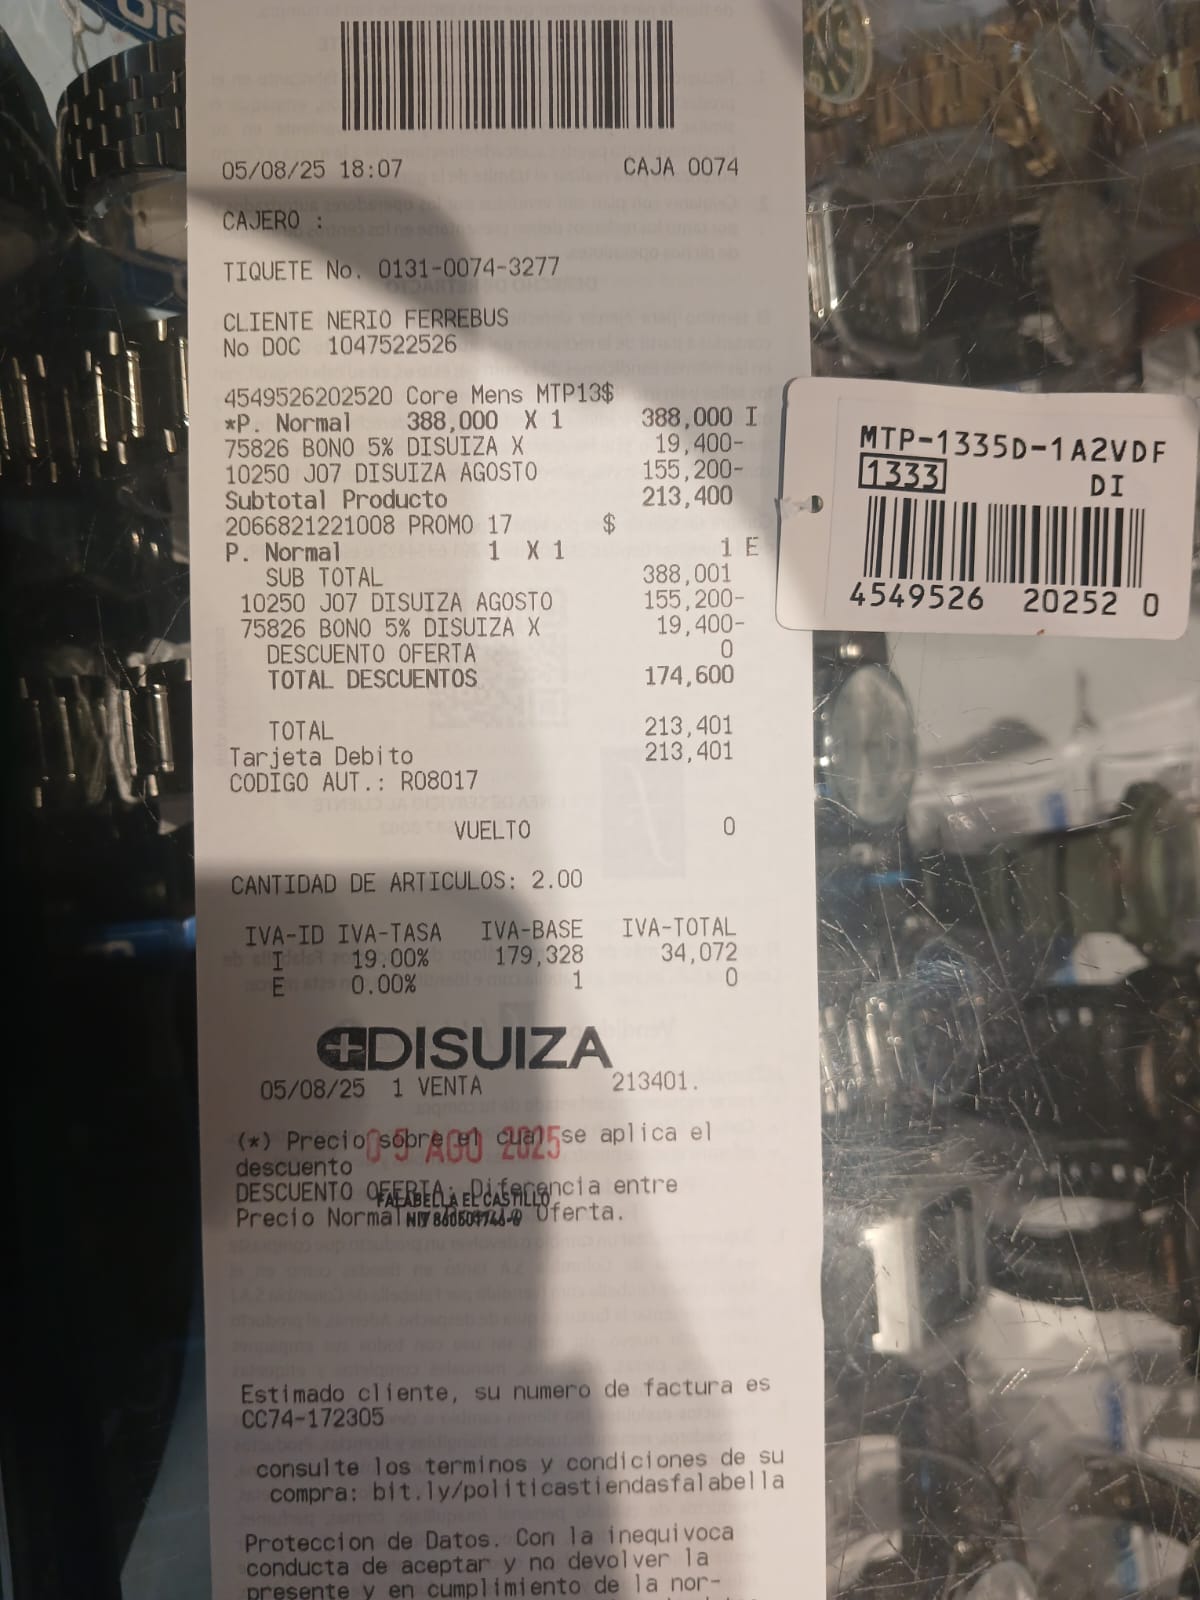 05/08/25 18:07 CAJA 0074
CAJERO :
TIQUETE No. 0131-0074-3277
CLIENTE NERIO FERREBUS
No DOC 1047522526
4549526202520 Core Mens MTP13$
*P. Normal 388,000 X 1 388,000 I
75826 BONO 5% DISUIZA X 19,400-
10250 J07 DISUIZA AGOSTO 155,200-
Subtotal Producto 213,400
2066821221008 PROMO 17 $
P. Normal 1 X 1 1 E
SUB TOTAL 388,001
10250 J07 DISUIZA AGOSTO 155,200-
75826 BONO 5% DISUIZA X 19,400-
DESCUENTO OFERTA 0
TOTAL DESCUENTOS 174,600
TOTAL 213,401
Tarjeta Debito 213,401
CODIGO AUT.: R08017
VUELTO 0
CANTIDAD DE ARTICULOS: 2.00
IVA-ID IVA-TASA IVA-BASE IVA-TOTAL
I 19.00% 179,328 34,072
E 0.00% 1 0
DISUIZA
05/08/25 1 VENTA 213401.
(*) Precio sobre el cual se aplica el
05 AGO 2025
descuento
DESCUENTO OFERTA: Diferencia entre
FALABELLA EL CASTILLO
Precio Normal Oferta.
NIT
Estimado cliente, su numero de factura es
CC74-172305
consulte los terminos y condiciones de su
compra: bit.ly/politicastiendasfalabella
Proteccion de Datos. Con la inequivoca
conducta de aceptar y no devolver la
presente y en cumplimiento de la nor-
MTP-1335D-1A2VDF
1333 DI
4549526 20252 0